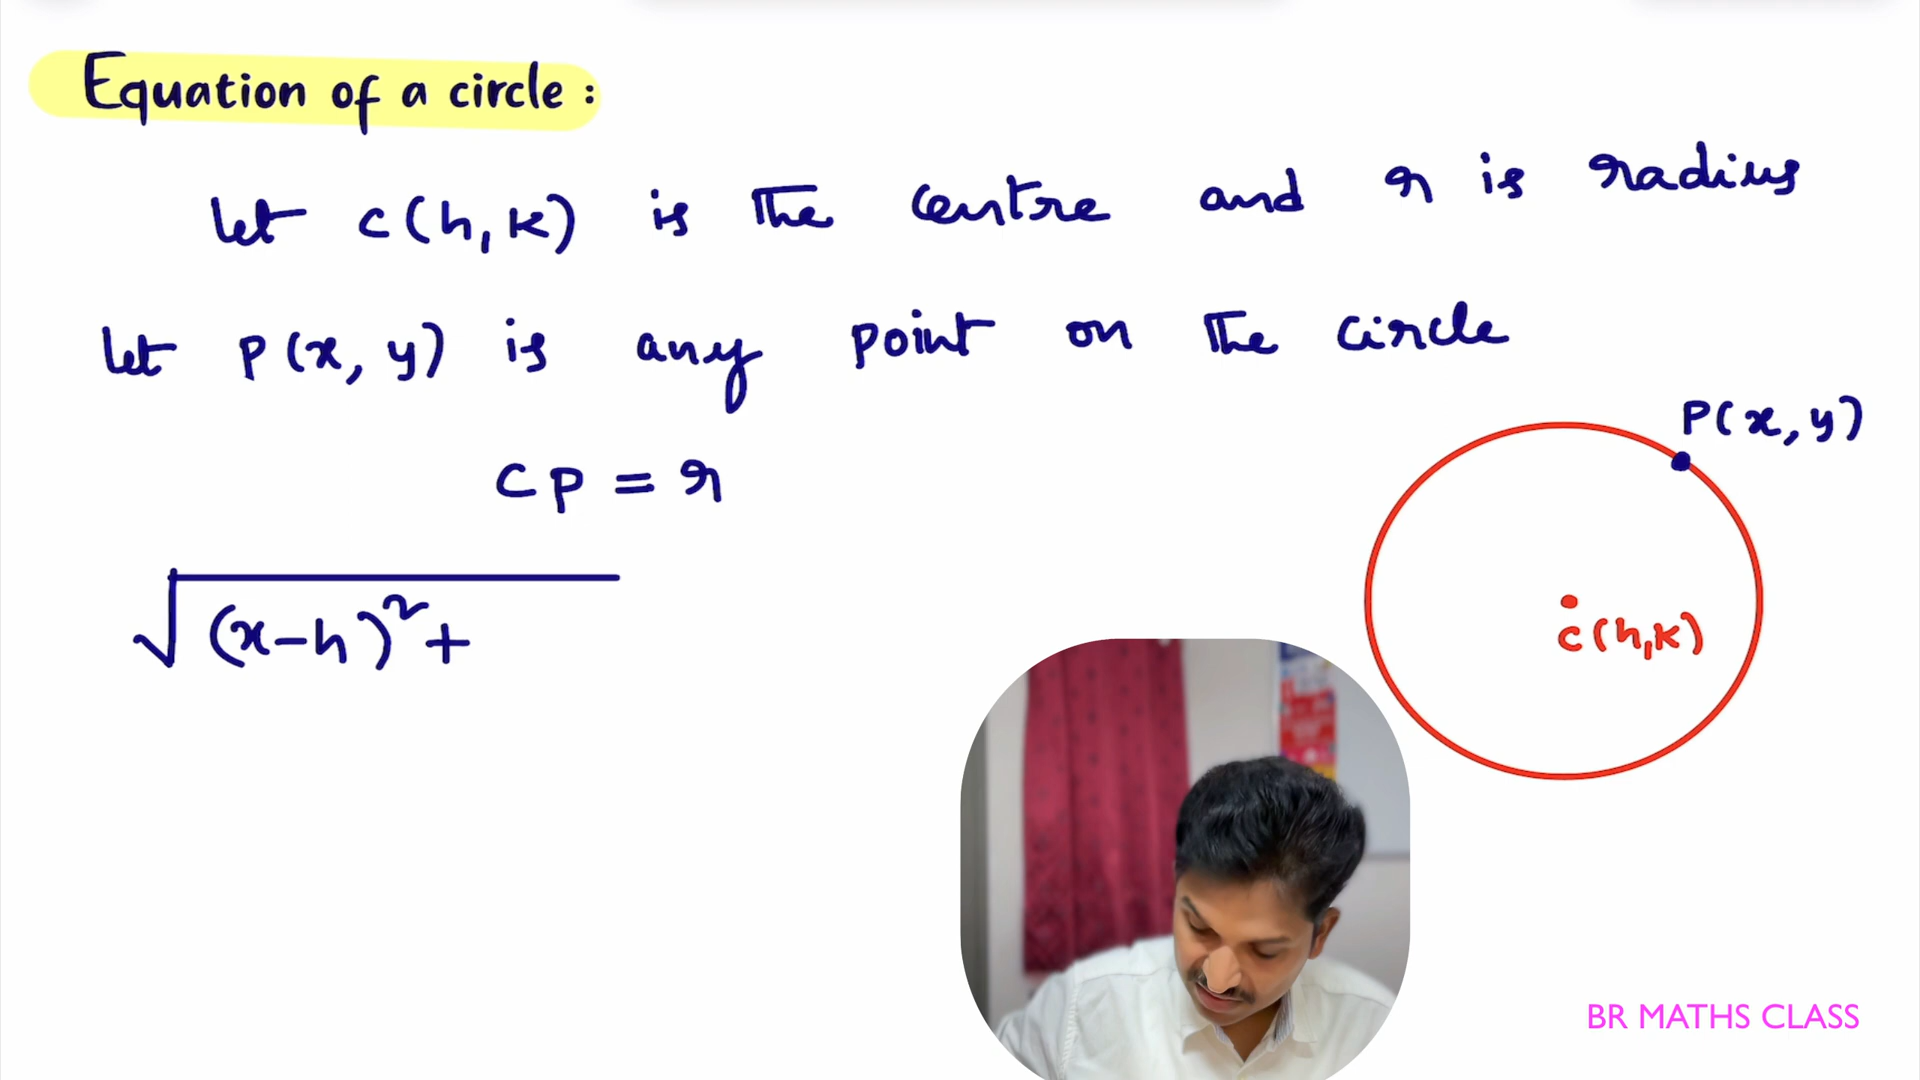 Equation of a circle :
let c(h,k) is the centre and r is radius
let P(x, y) is any point on the circle
P(x,y)
CP = r
√(x-h)²+
c(h,k)
BR MATHS CLASS